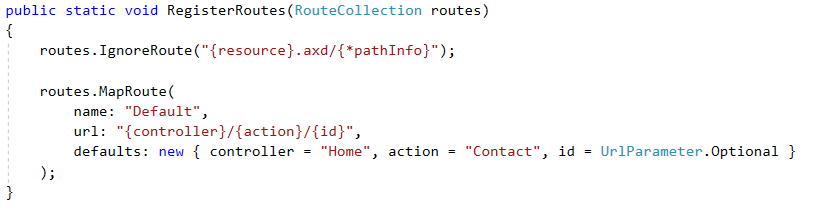 public static void RegisterRoutes(RouteCollection routes)
{
    routes.IgnoreRoute("{resource}.axd/{*pathInfo}");

    routes.MapRoute(
        name: "Default",
        url: "{controller}/{action}/{id}",
        defaults: new { controller = "Home", action = "Contact", id = UrlParameter.Optional }
    );
}